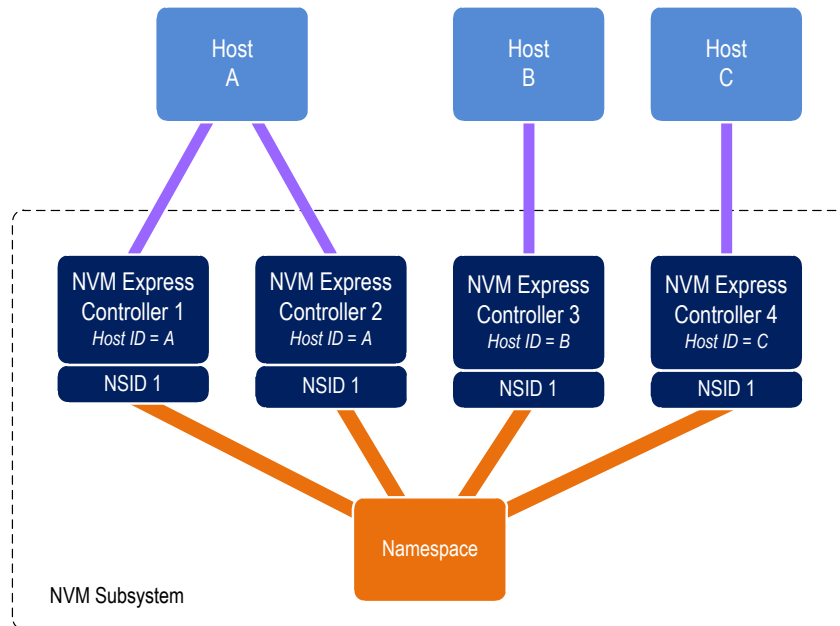 Host
A
Host
B
Host
C
NVM Express
Controller 1
Host ID = A
NVM Express
Controller 2
Host ID = A
NVM Express
Controller 3
Host ID = B
NVM Express
Controller 4
Host ID = C
NSID 1
NSID 1
NSID 1
NSID 1
Namespace
NVM Subsystem